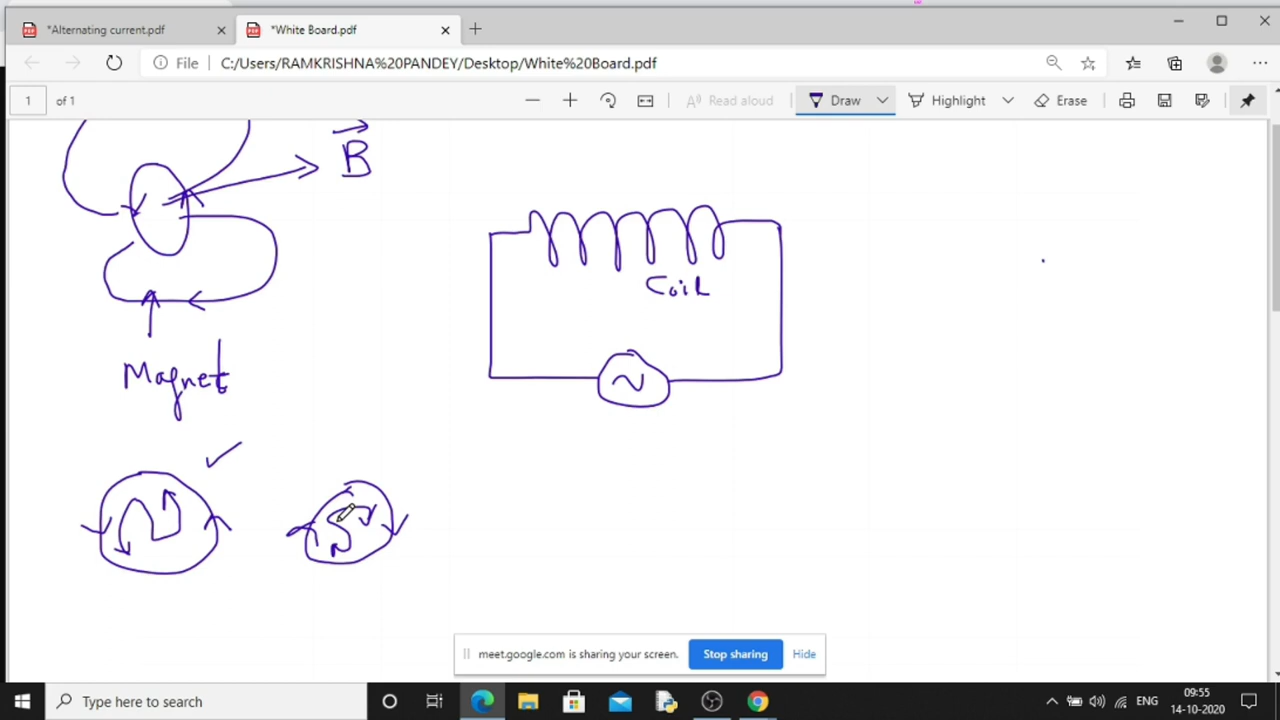 *Alternating current.pdf
*White Board.pdf
File
C:/Users/RAMKRISHNA%20PANDEY/Desktop/White%20Board.pdf
1 of 1
Read aloud
Draw
Highlight
Erase
B
Coil
Magnet
N
S
meet.google.com is sharing your screen.
Stop sharing
Hide
Type here to search
ENG
09:55
14-10-2020